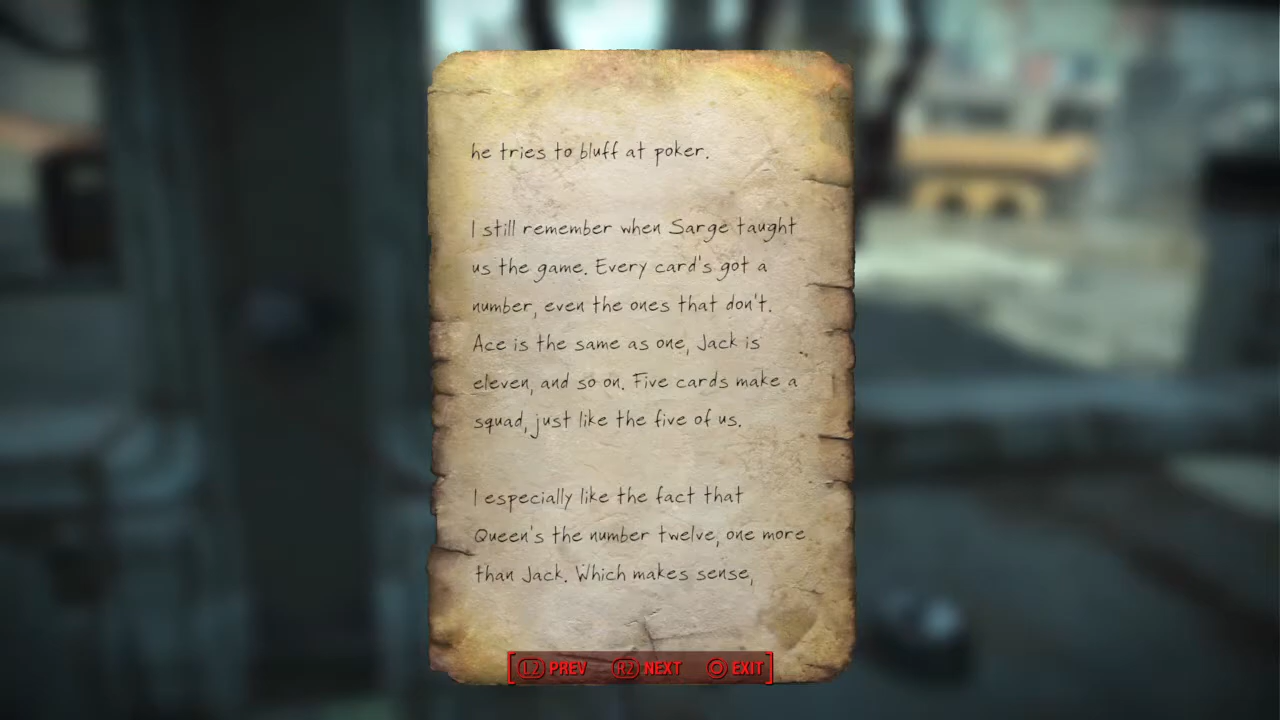 he tries to bluff at poker.
I still remember when Sarge taught
us the game. Every card's got a
number, even the ones that don't.
Ace is the same as one, Jack is
eleven, and so on. Five cards make a
squad, just like the five of us.
I especially like the fact that
Queen's the number twelve, one more
than Jack. Which makes sense,
L2 PREV R2 NEXT O EXIT